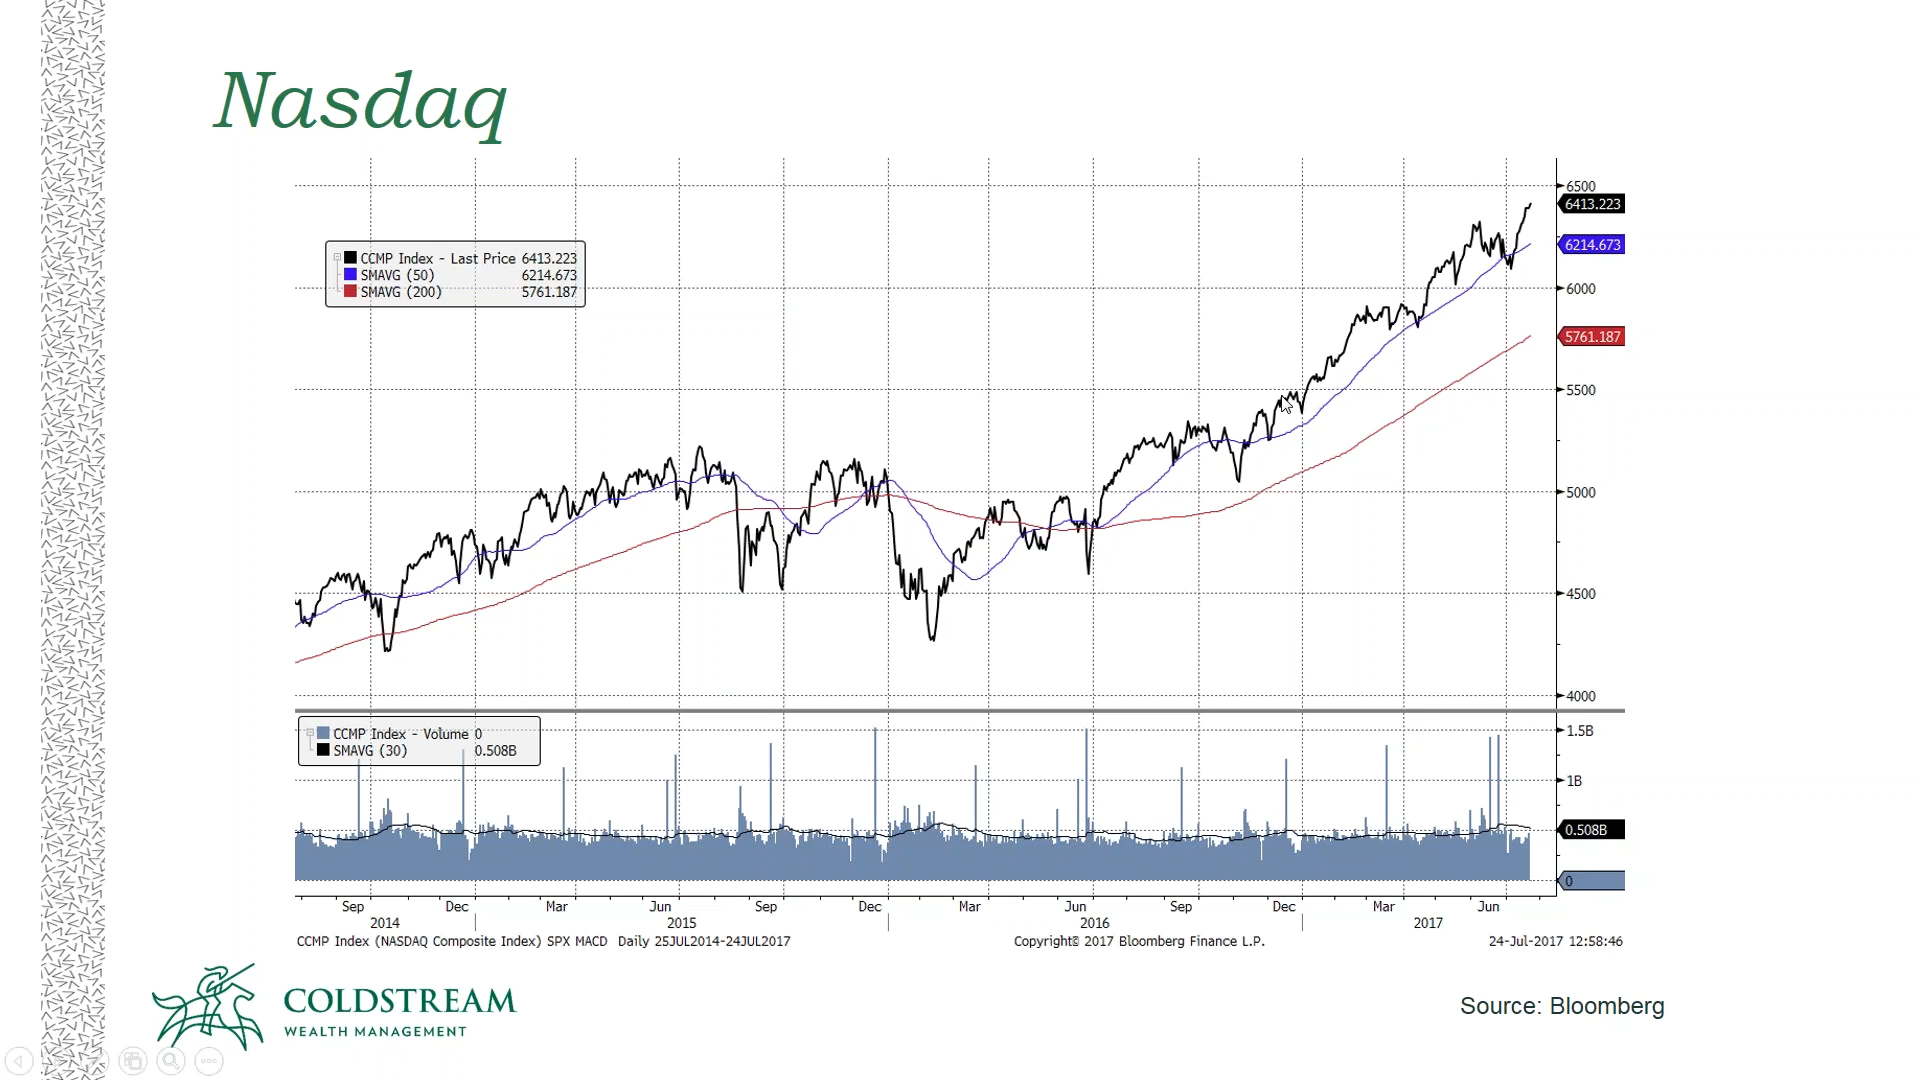 Nasdaq
6500
6413.223
6214.673
6000
5761.187
5500
5000
4500
4000
CCMP Index - Last Price 6413.223
SMAVG (50) 6214.673
SMAVG (200) 5761.187
CCMP Index - Volume 0
SMAVG (30) 0.508B
1.5B
1B
0.508B
0
Sep Dec Mar Jun Sep Dec Mar Jun Sep Dec Mar Jun
2014 2015 2016 2017
CCMP Index (NASDAQ Composite Index) SPX MACD Daily 25JUL2014-24JUL2017 Copyright© 2017 Bloomberg Finance L.P. 24-Jul-2017 12:58:46
COLDSTREAM
WEALTH MANAGEMENT
Source: Bloomberg